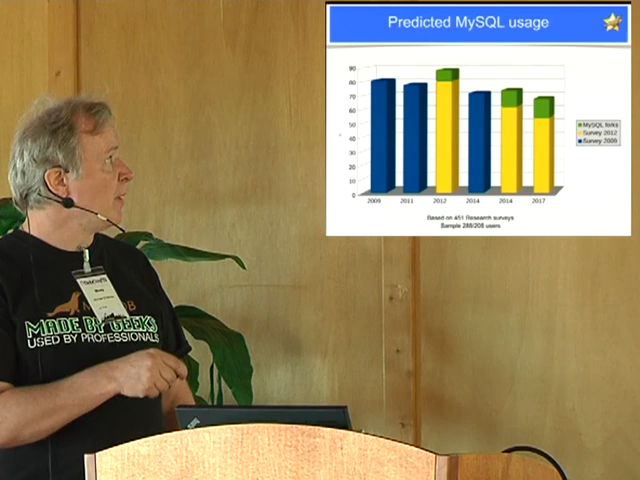 Predicted MySQL usage
90
80
70
60
50
40
30
20
10
0
2009 2011 2012 2014 2014 2017
MySQL forks
Survey 2012
Survey 2009
Based on 451 Research surveys
Sample 288/208 users
MADE BY GEEKS
USED BY PROFESSIONALS